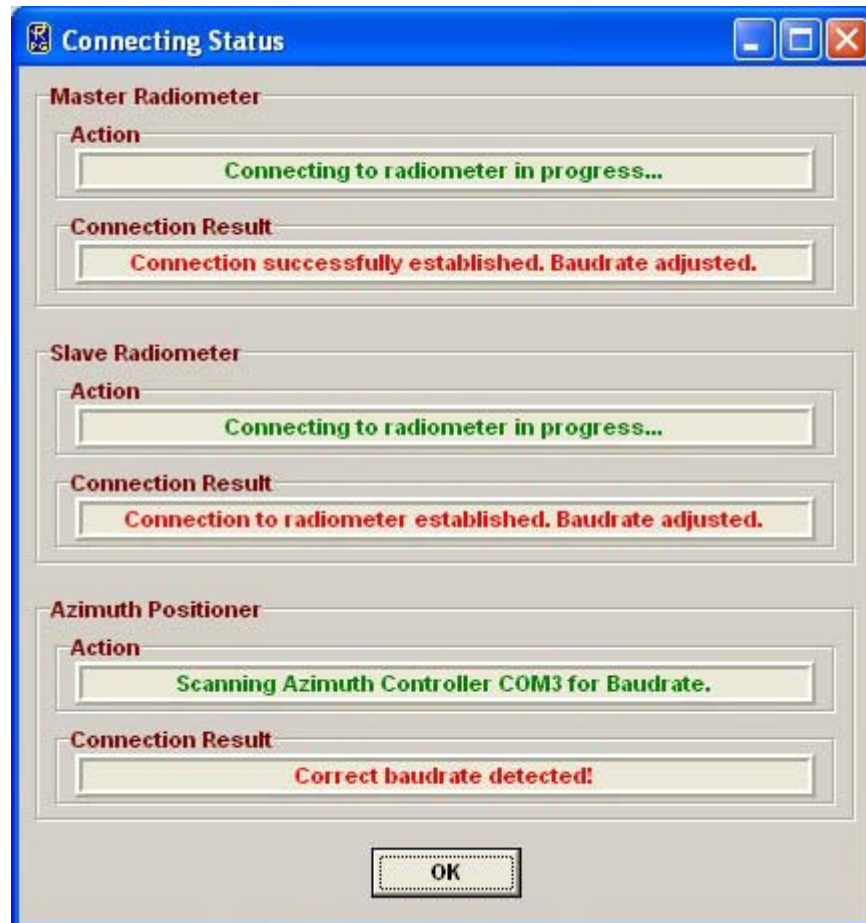 Connecting Status
Master Radiometer
Action
Connecting to radiometer in progress...
Connection Result
Connection successfully established. Baudrate adjusted.
Slave Radiometer
Action
Connecting to radiometer in progress...
Connection Result
Connection to radiometer established. Baudrate adjusted.
Azimuth Positioner
Action
Scanning Azimuth Controller COM3 for Baudrate.
Connection Result
Correct baudrate detected!
OK